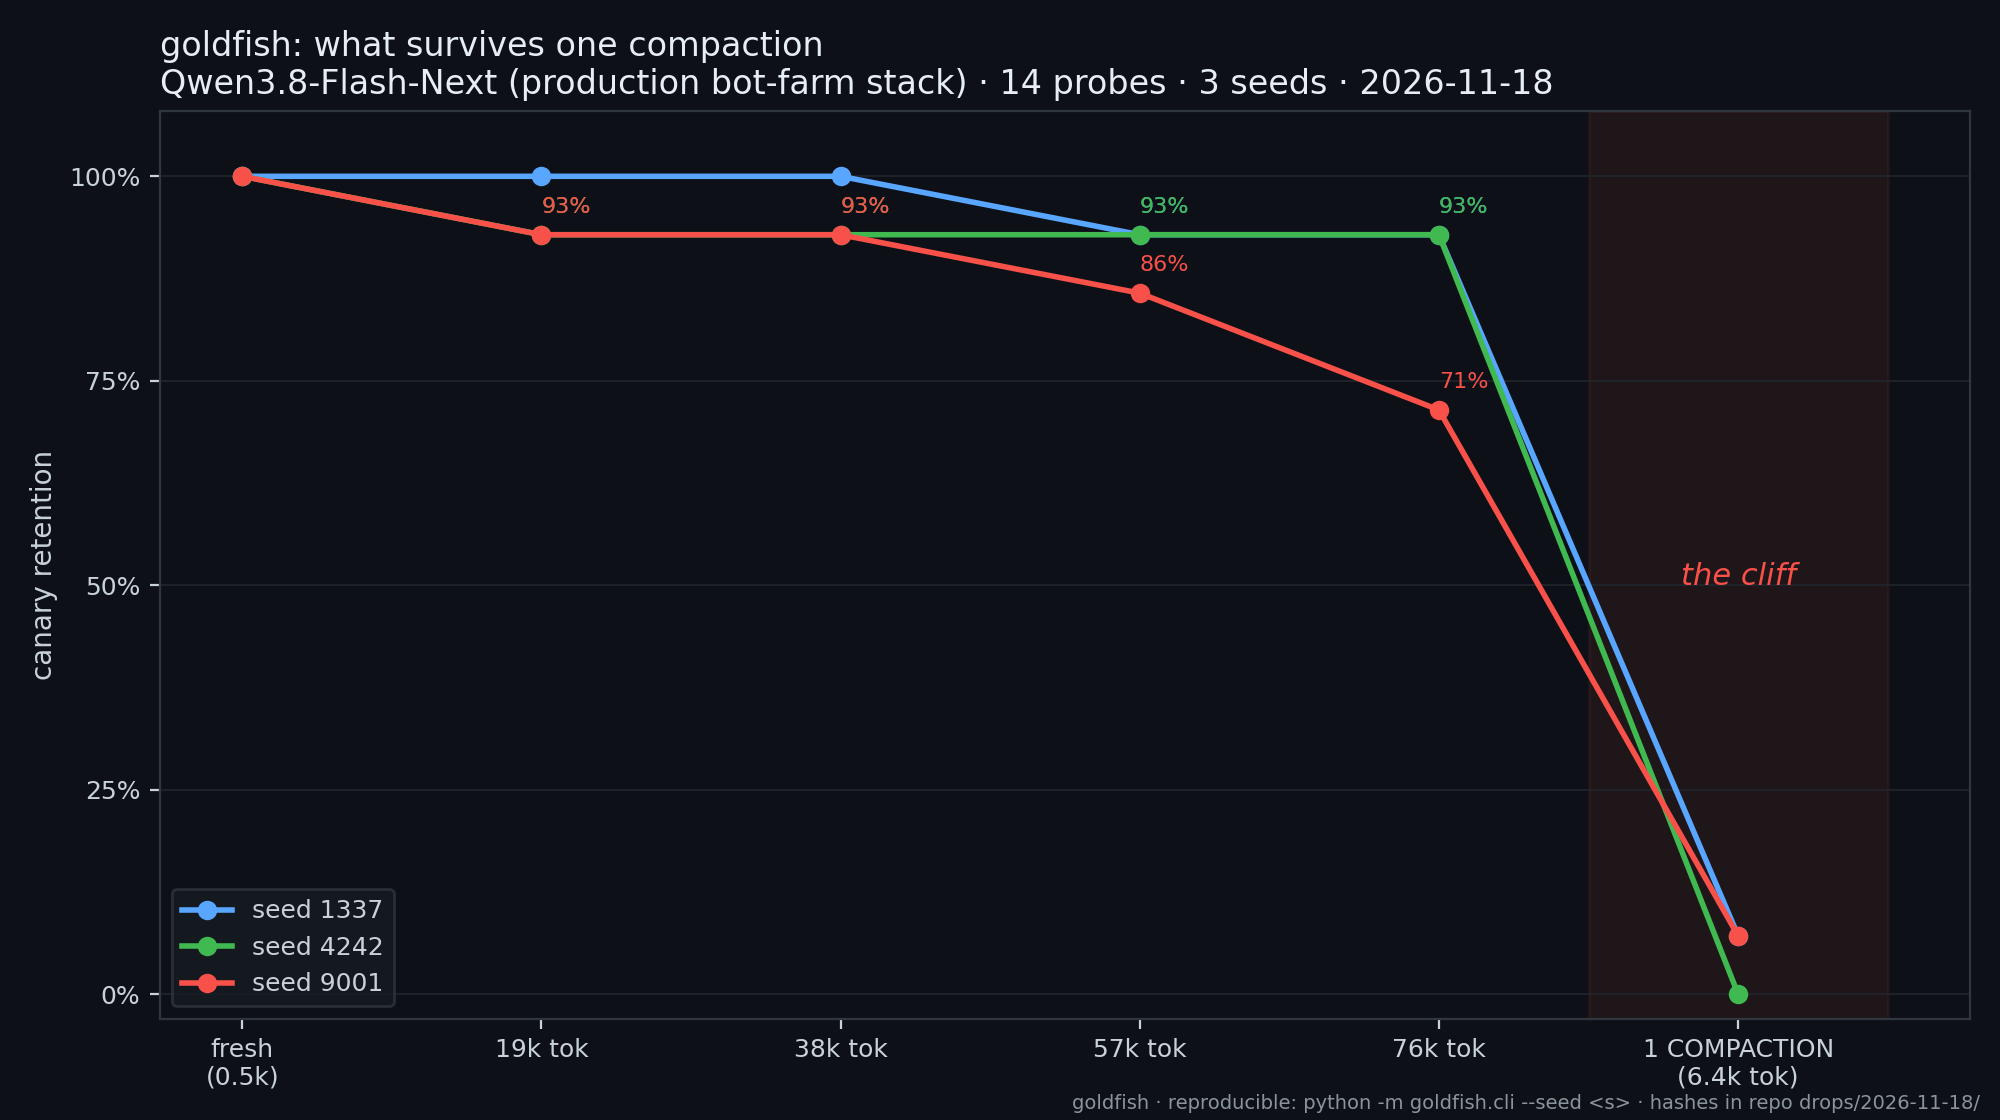 goldfish: what survives one compaction
Qwen3.8-Flash-Next (production bot-farm stack) · 14 probes · 3 seeds · 2026-11-18
canary retention
100%
75%
50%
25%
0%
93%
93%
93%
93%
86%
71%
the cliff
seed 1337
seed 4242
seed 9001
fresh
(0.5k)
19k tok
38k tok
57k tok
76k tok
1 COMPACTION
(6.4k tok)
goldfish · reproducible: python -m goldfish.cli --seed <s> · hashes in repo drops/2026-11-18/